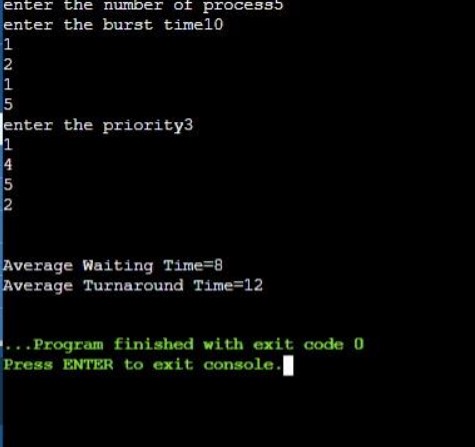 enter the number of process5
enter the burst time10
1
2
1
5
enter the priority3
1
4
5
2
Average Waiting Time=8
Average Turnaround Time=12
...Program finished with exit code 0
Press ENTER to exit console.